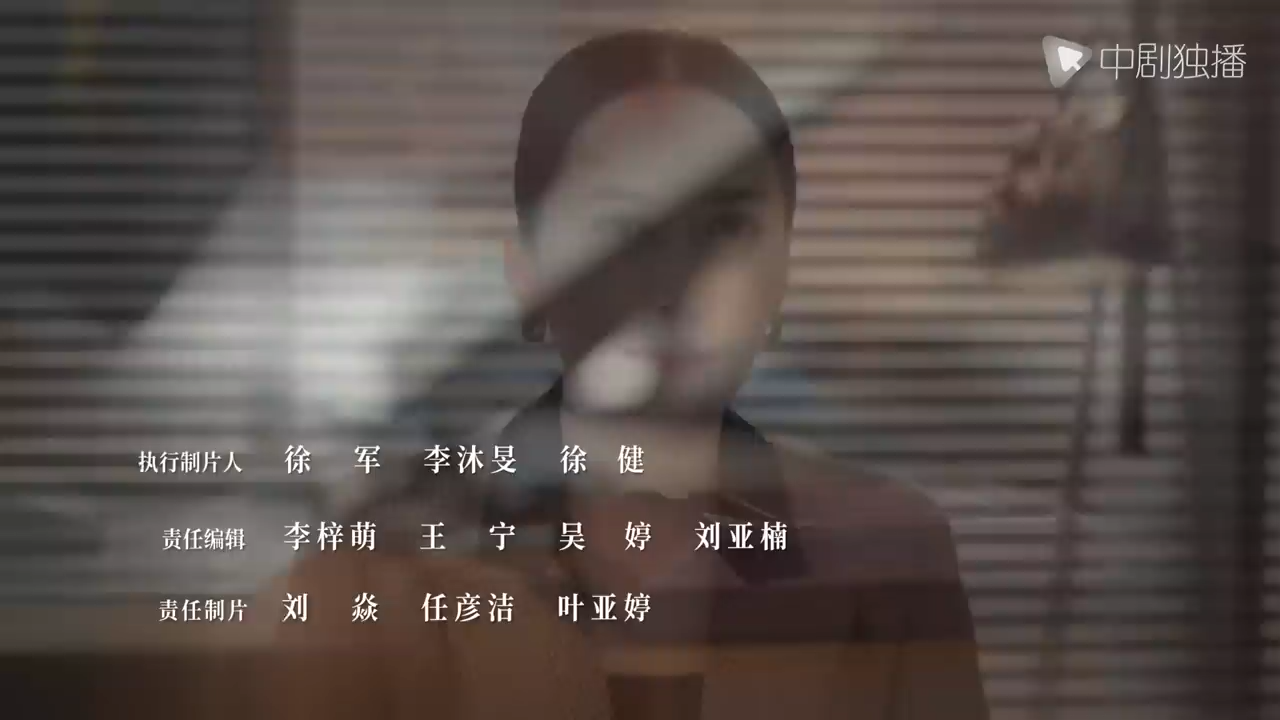 中剧独播
执行制片人 徐 军 李沐旻 徐 健
责任编辑 李梓萌 王 宁 吴 婷 刘亚楠
责任制片 刘 焱 任彦洁 叶亚婷